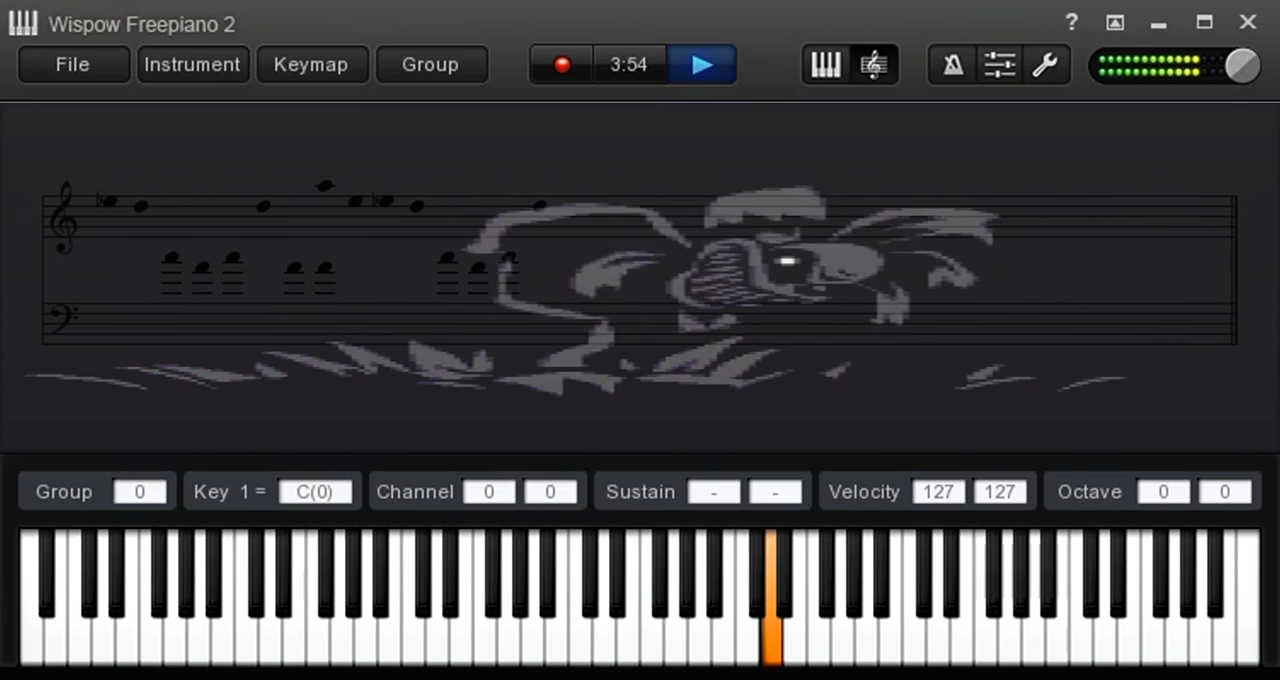 Wispow Freepiano 2 ?
File Instrument Keymap Group 3:54
Group 0 Key 1 = C(0) Channel 0 0 Sustain - - Velocity 127 127 Octave 0 0